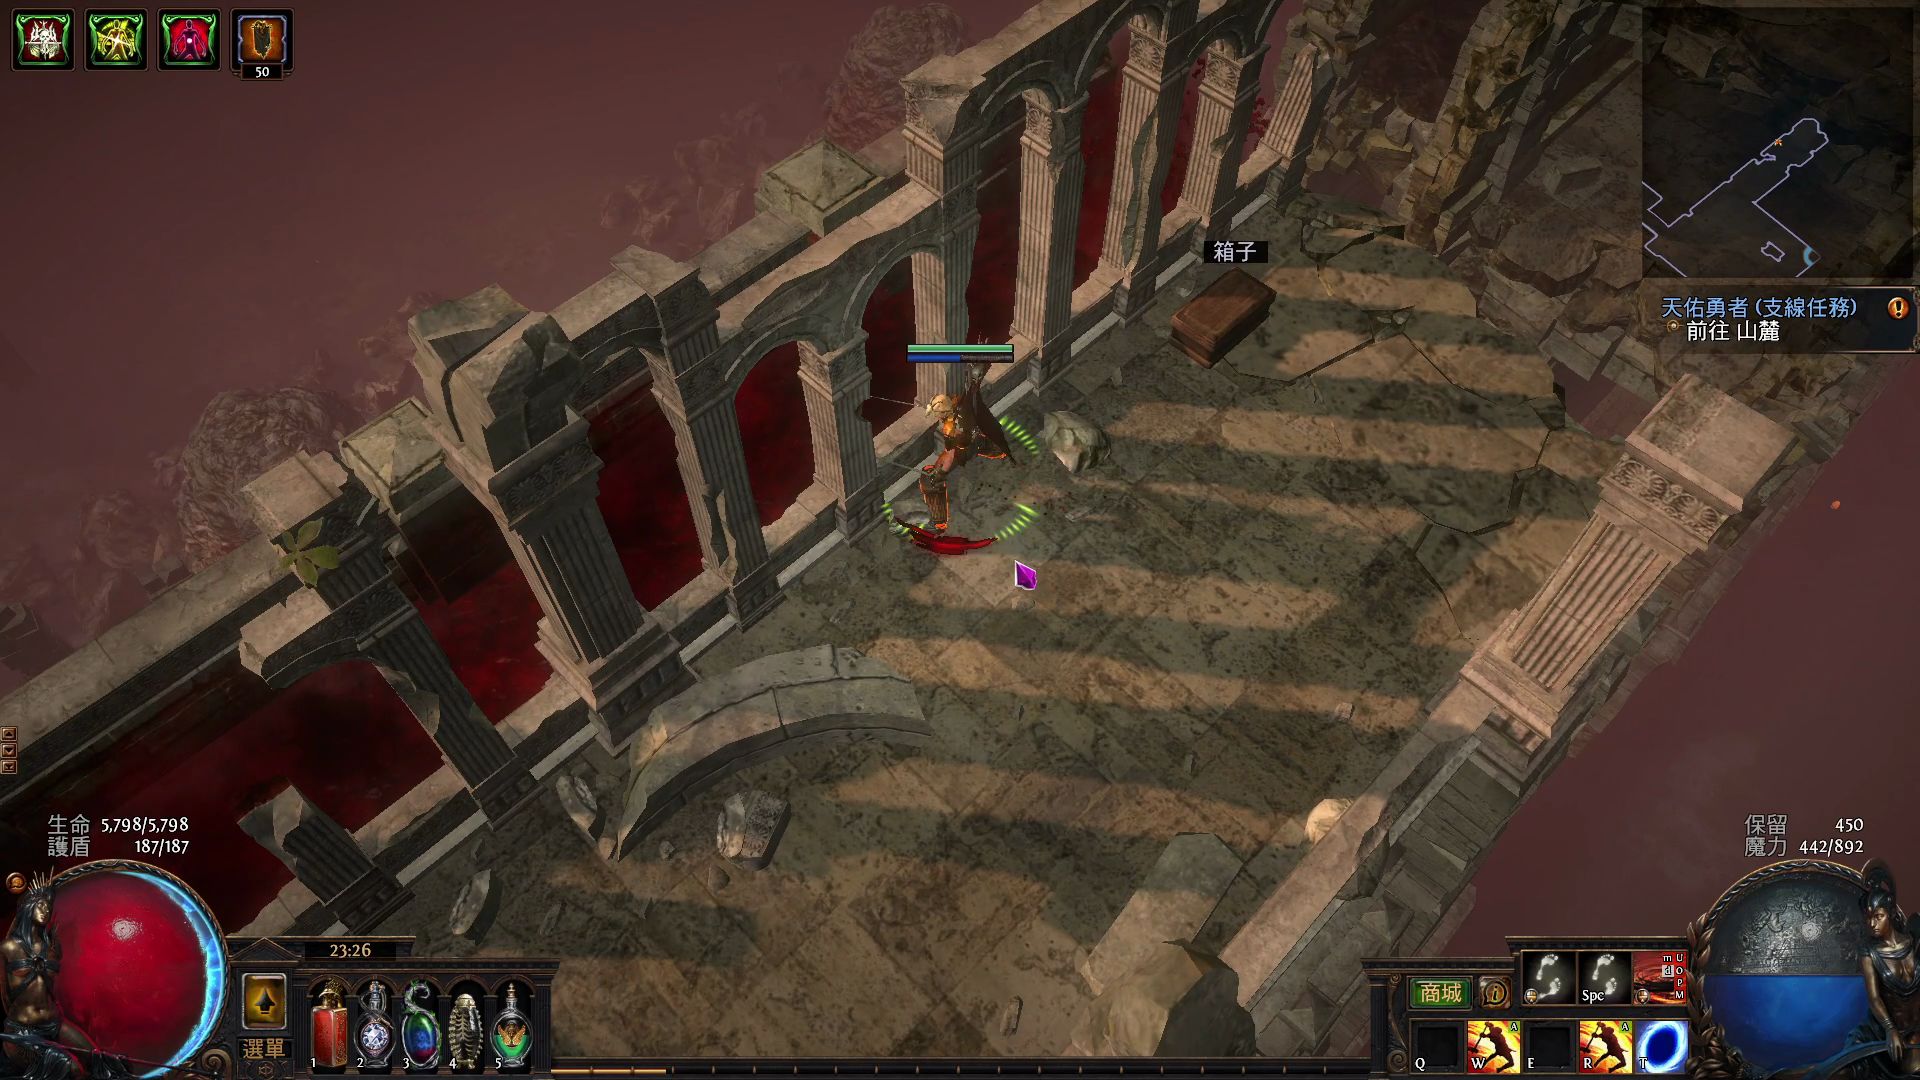 50
箱子
天佑勇者 (支線任務)
前往 山麓
生命 5,798/5,798
護盾 187/187
保留 450
魔力 442/892
23:26
選單
1 2 3 4 5
商城
Spc
m U
d O
P
M
Q W A E R A T